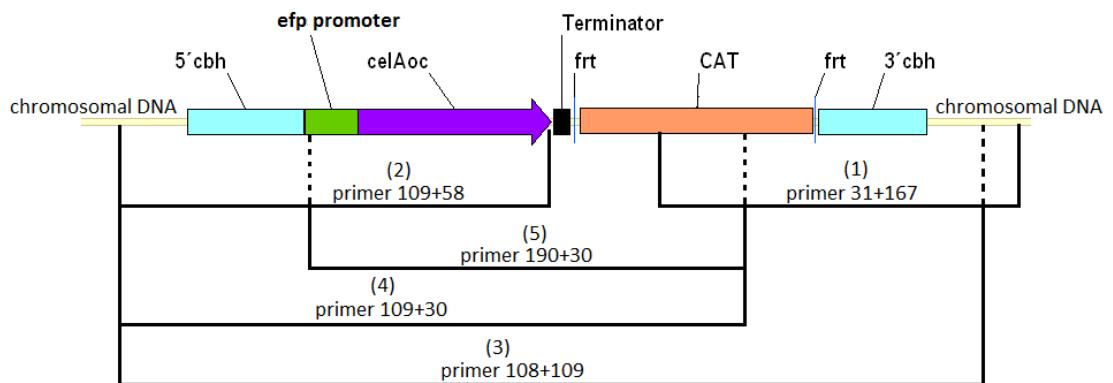 efp promoter
Terminator
5´cbh
celAoc
frt
CAT
frt
3´cbh
chromosomal DNA
chromosomal DNA
(2)
primer 109+58
(1)
primer 31+167
(5)
primer 190+30
(4)
primer 109+30
(3)
primer 108+109